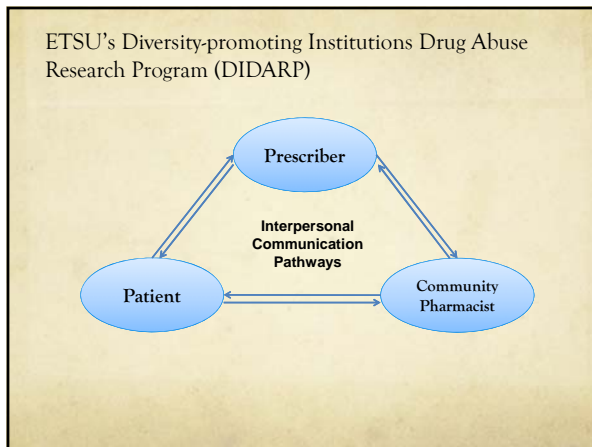 ETSU's Diversity-promoting Institutions Drug Abuse
Research Program (DIDARP)
Prescriber
Interpersonal
Communication
Pathways
Patient
Community
Pharmacist